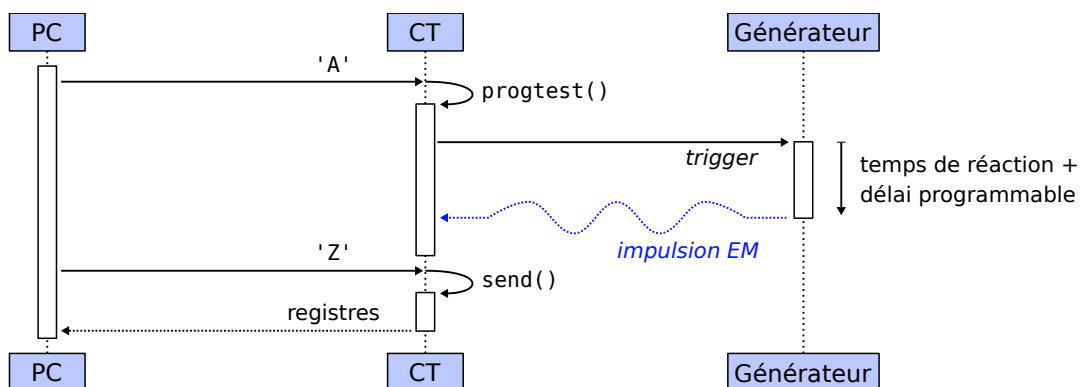 PC
CT
Générateur
'A'
progtest()
trigger
temps de réaction +
délai programmable
impulsion EM
'Z'
send()
registres
PC
CT
Générateur